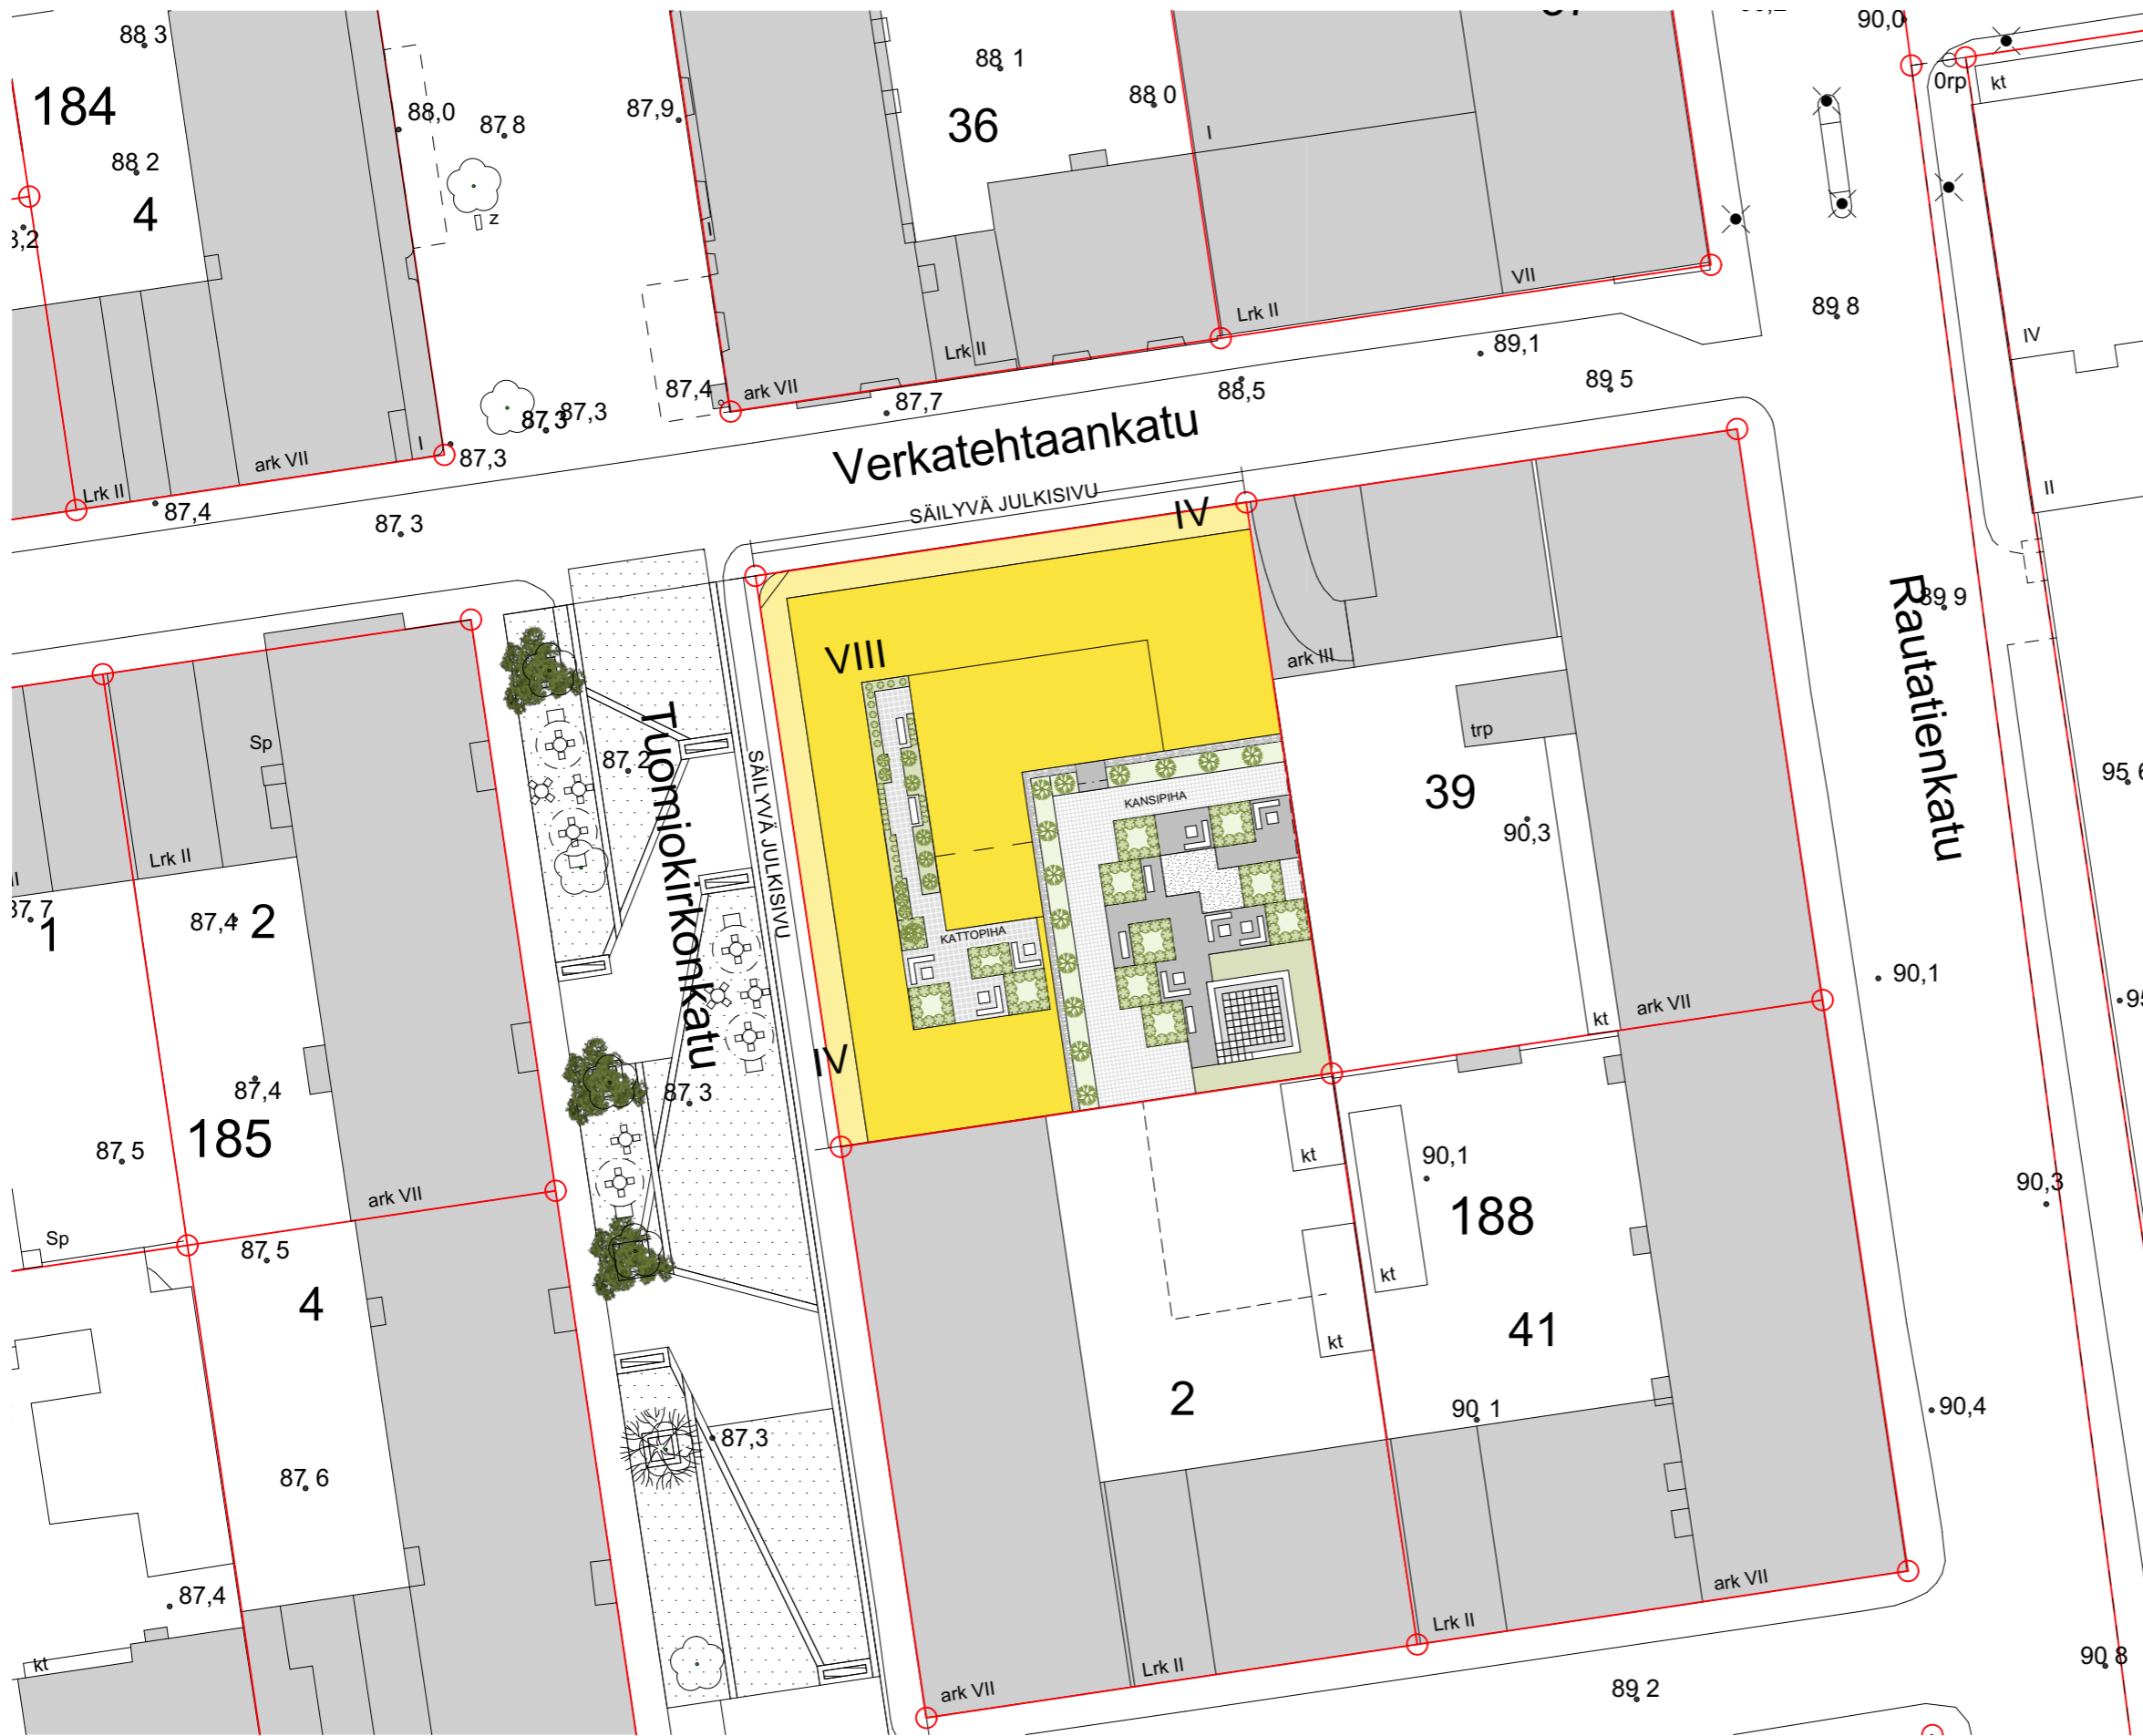 88 3
184
88 2
4
88,0
87 8
z
87,9
88 1
36
88 0
I
90,0
0rp
kt
I
VII
Lrk II
89 8
IV
Lrk II
89,1
89 5
88,5
87,4
ark VII
87,7
87,3
87,3
I
ark VII
87,3
Lrk II
87,4
87,3
Verkatehtaankatu
SÄILYVÄ JULKISIVU
IV
II
Rautatienkatu
89 9
VIII
ark III
Tuomiokirkonkatu
SÄILYVÄ JULKISIVU
87,2
Sp
trp
39
90,3
KANSIPIHA
KATTOPIHA
Lrk II
1
87,4
2
90,1
kt
ark VII
IV
87,4
87,3
185
87,5
ark VII
kt
90,1
188
90,3
Sp
87,5
4
kt
kt
41
2
90 1
90,4
87,3
87,6
87,4
kt
ark VII
Lrk II
Lrk II
ark VII
89 2
90 8